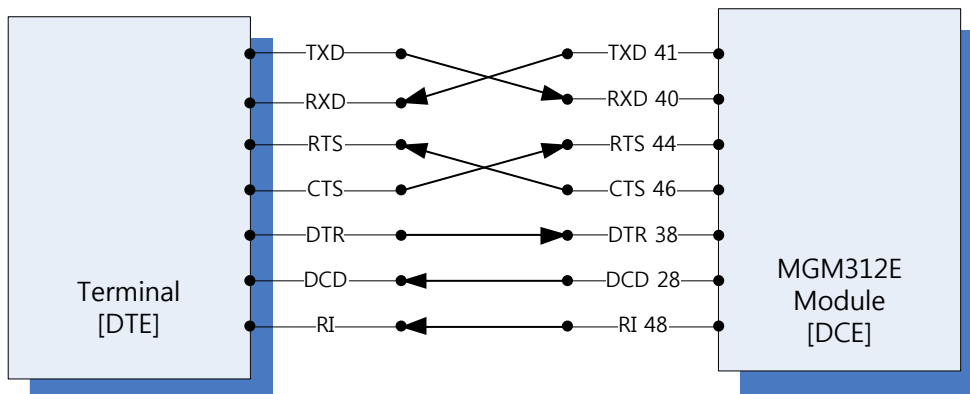 TXD TXD 41
RXD RXD 40
RTS RTS 44
CTS CTS 46
DTR DTR 38
DCD DCD 28
RI RI 48
Terminal
[DTE]
MGM312E
Module
[DCE]